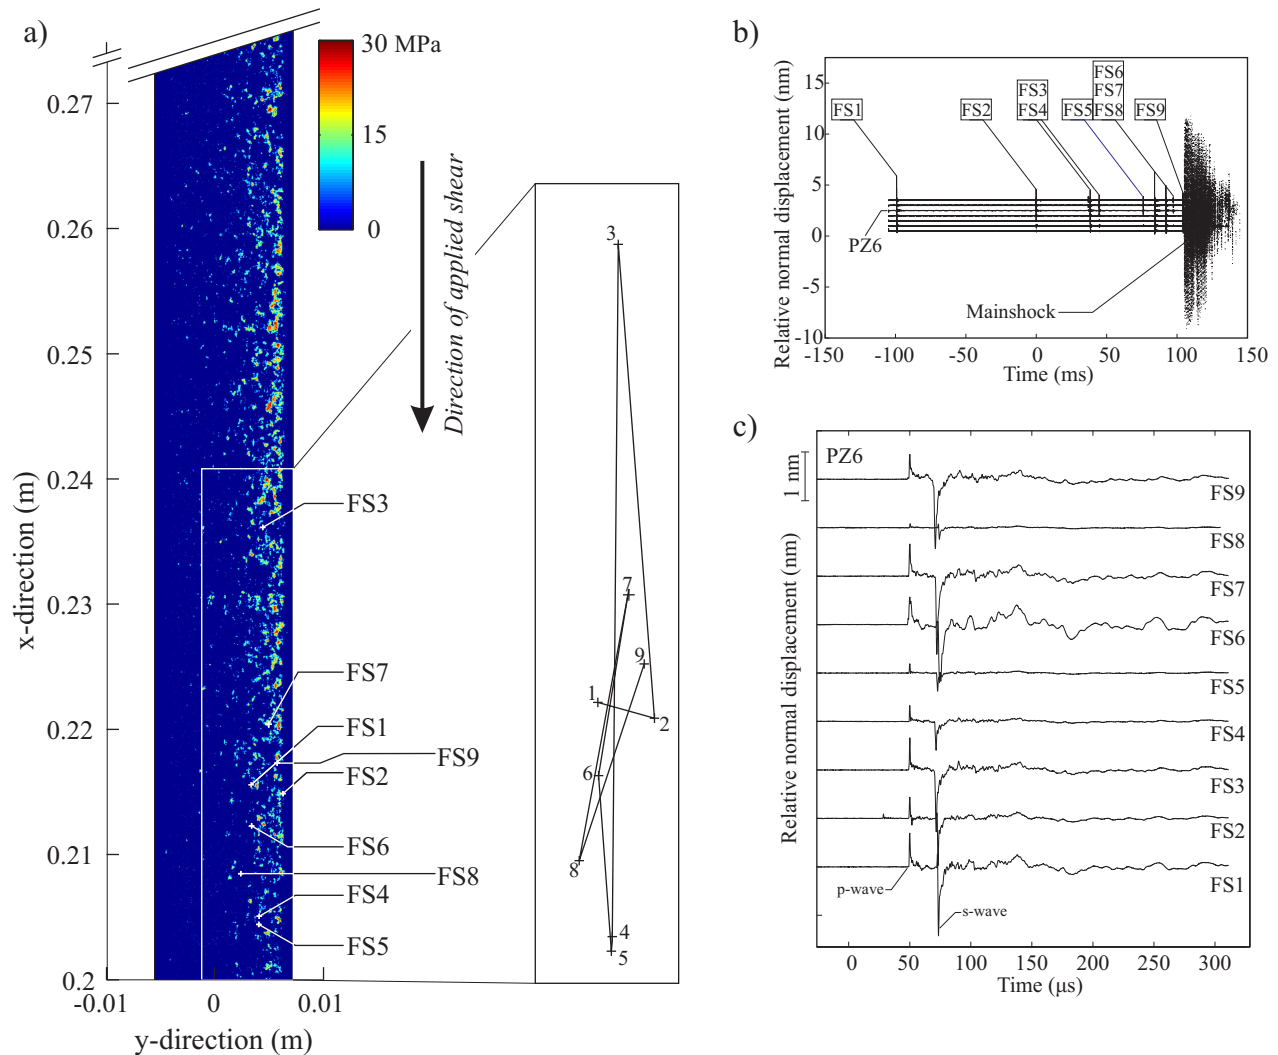 a)
30 MPa
15
0
0.27
0.26
0.25
0.24
0.23
0.22
0.21
0.2
-0.01
0
0.01
x-direction (m)
y-direction (m)
Direction of applied shear
FS3
FS7
FS1
FS9
FS2
FS6
FS8
FS4
FS5
3
7
9
1
2
6
8
4
5
b)
Relative normal displacement (nm)
15
10
5
0
-5
-10
-150
-100
-50
0
50
100
150
Time (ms)
FS1
FS2
FS3
FS4
FS5
FS6
FS7
FS8
FS9
PZ6
Mainshock
c)
PZ6
1 nm
Relative normal displacement (nm)
FS9
FS8
FS7
FS6
FS5
FS4
FS3
FS2
FS1
p-wave
s-wave
0
50
100
150
200
250
300
Time (µs)